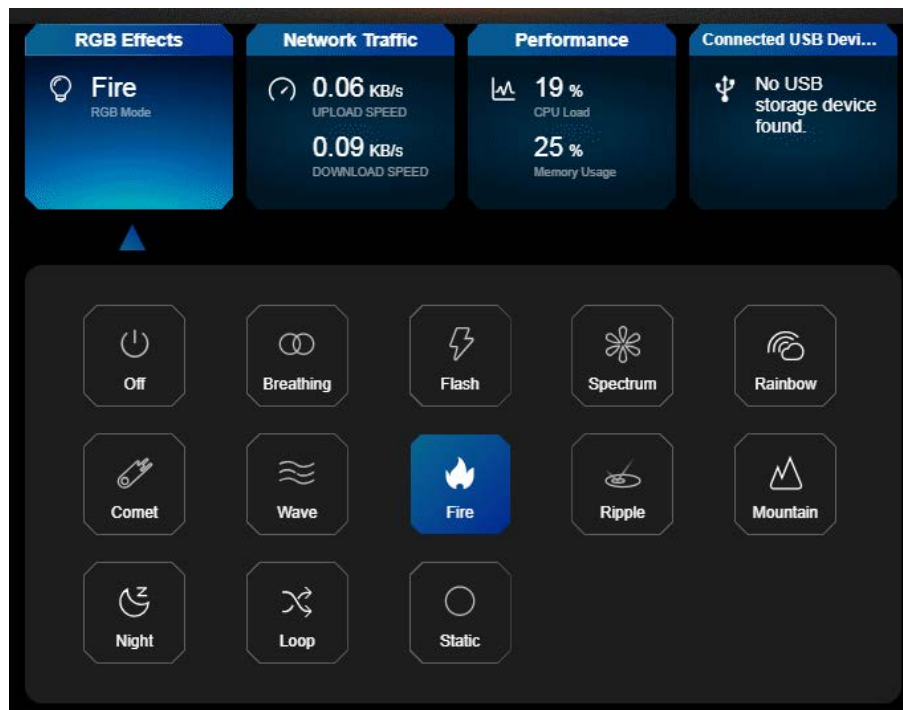 RGB Effects
Fire
RGB Mode
Network Traffic
0.06 KB/s
UPLOAD SPEED
0.09 KB/s
DOWNLOAD SPEED
Performance
19 %
CPU Load
25 %
Memory Usage
Connected USB Devi...
No USB
storage device
found.
Off
Breathing
Flash
Spectrum
Rainbow
Comet
Wave
Fire
Ripple
Mountain
Night
Loop
Static